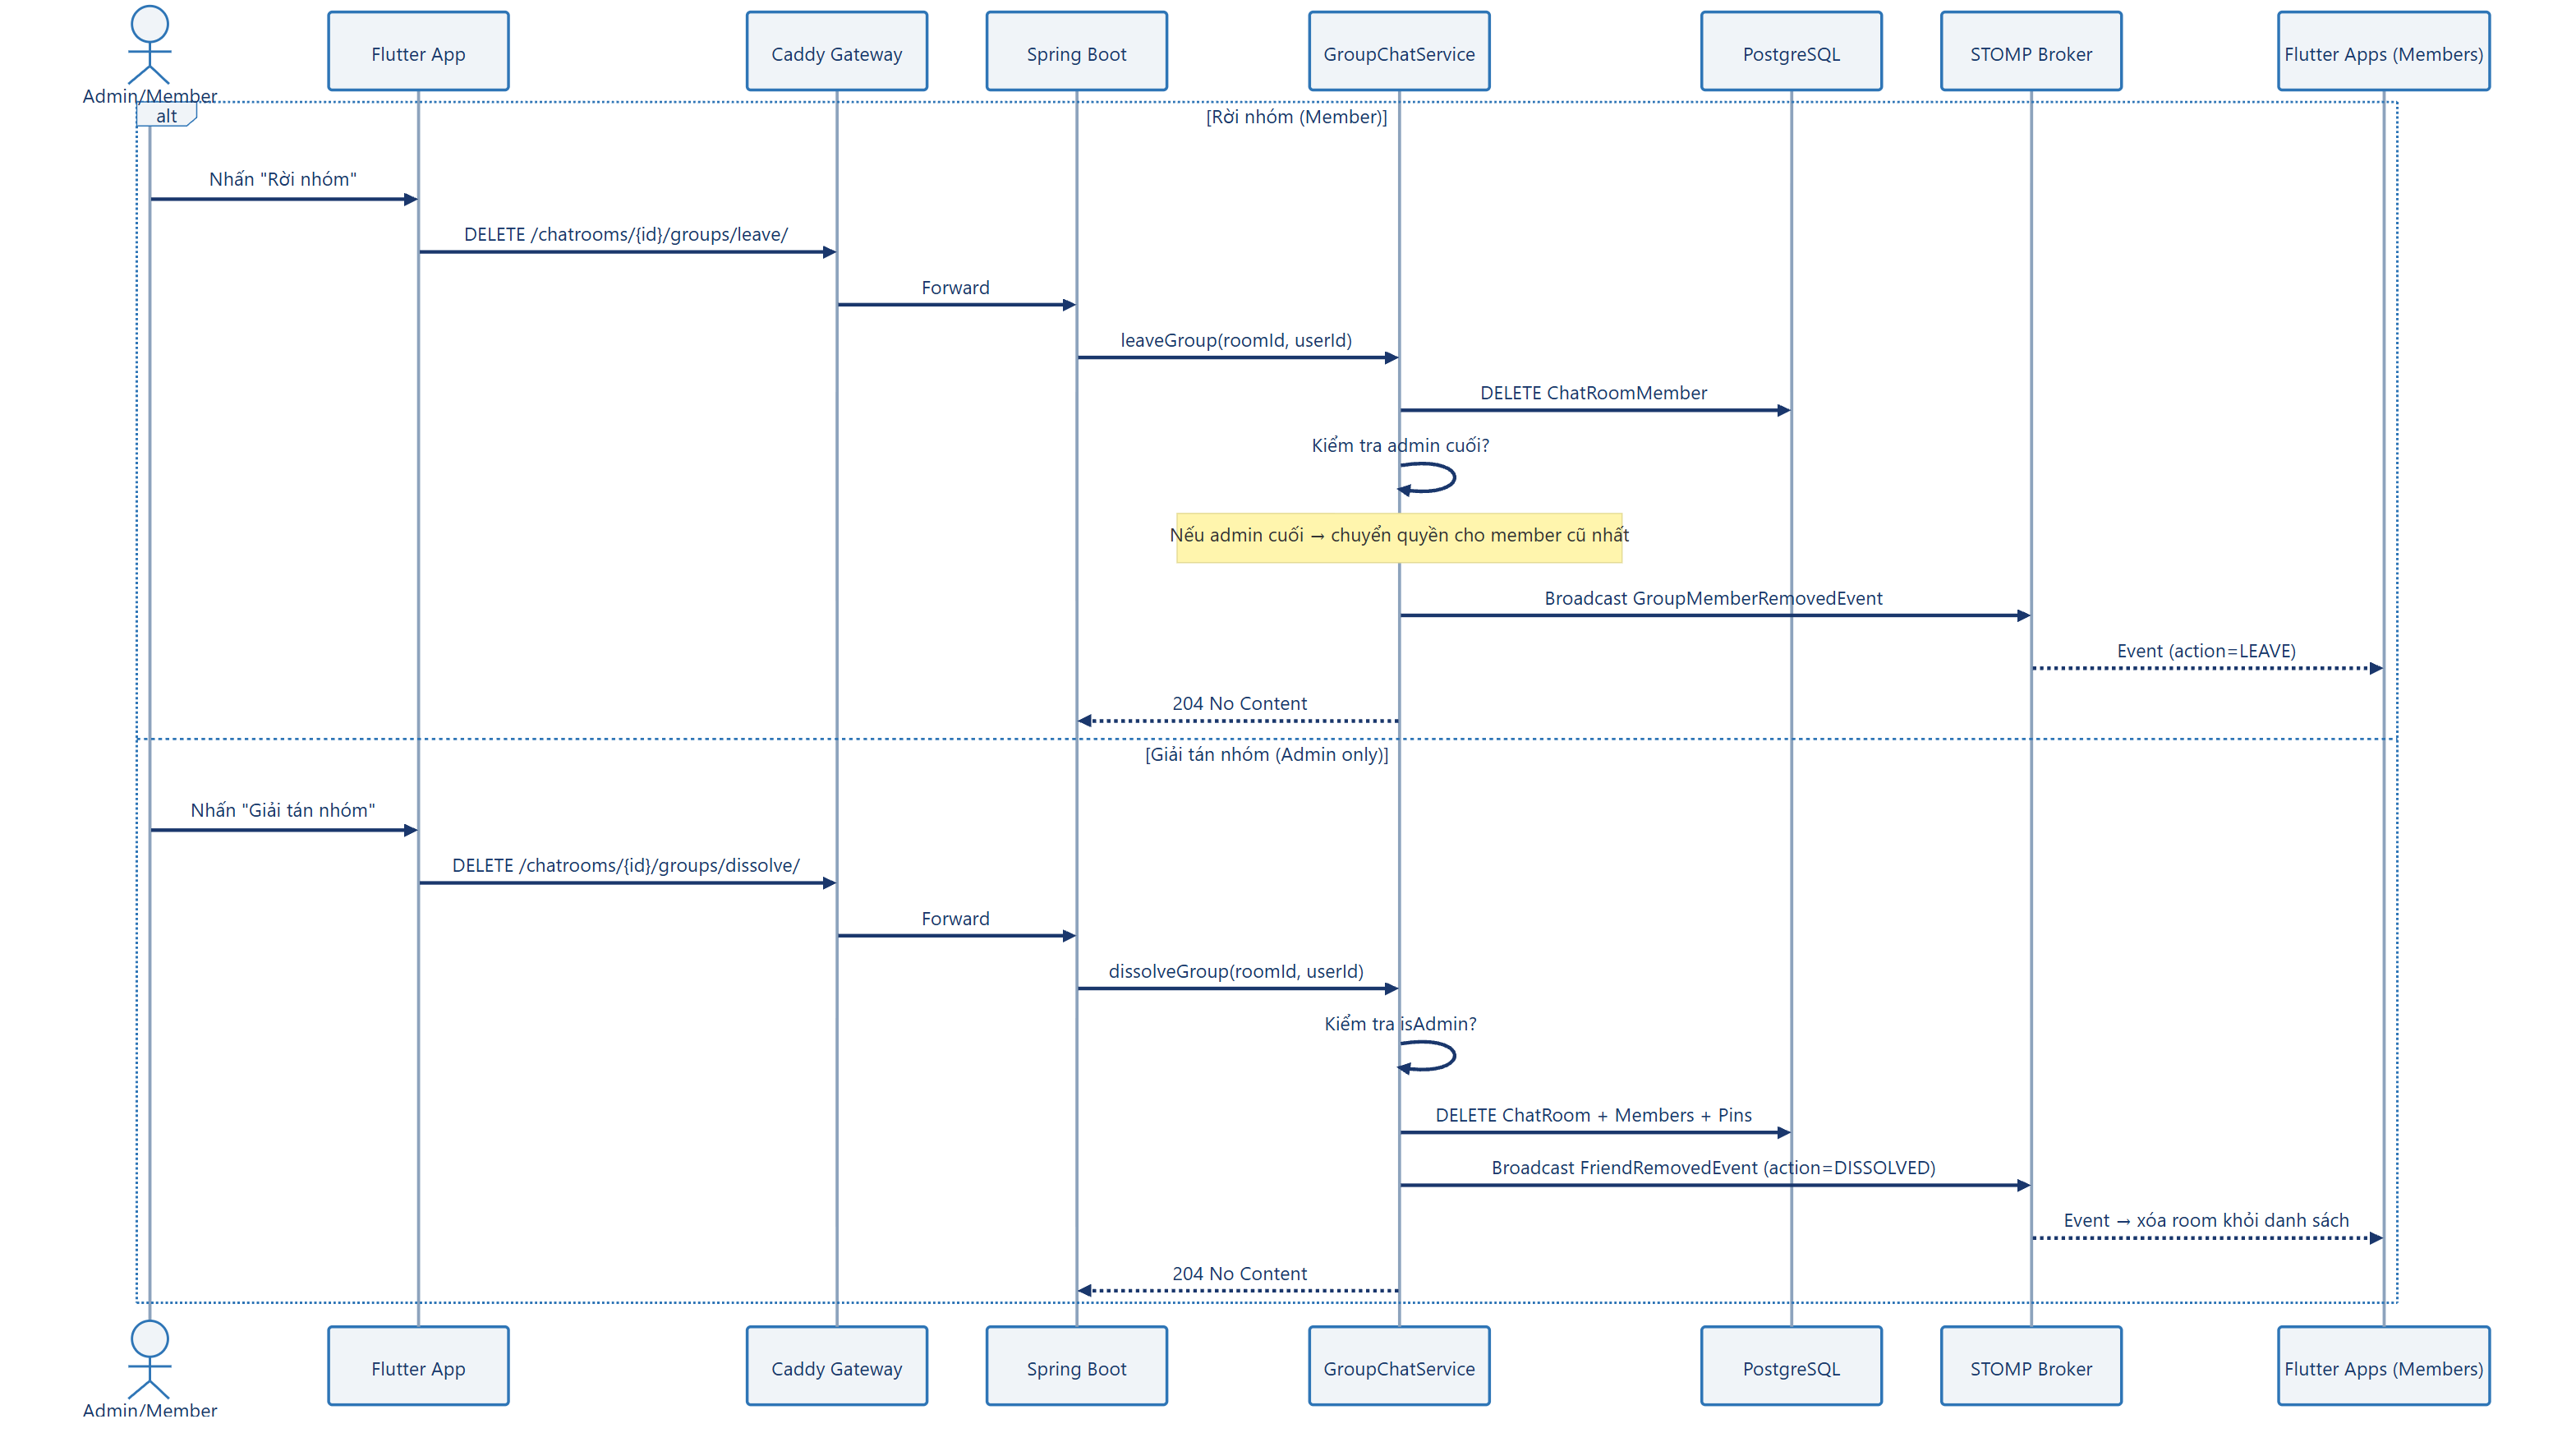 Admin/Member
Flutter App
Caddy Gateway
Spring Boot
GroupChatService
PostgreSQL
STOMP Broker
Flutter Apps (Members)
alt
[Rời nhóm (Member)]
Nhấn "Rời nhóm"
DELETE /chatrooms/{id}/groups/leave/
Forward
leaveGroup(roomId, userId)
DELETE ChatRoomMember
Kiểm tra admin cuối?
Nếu admin cuối → chuyển quyền cho member cũ nhất
Broadcast GroupMemberRemovedEvent
Event (action=LEAVE)
204 No Content
[Giải tán nhóm (Admin only)]
Nhấn "Giải tán nhóm"
DELETE /chatrooms/{id}/groups/dissolve/
Forward
dissolveGroup(roomId, userId)
Kiểm tra isAdmin?
DELETE ChatRoom + Members + Pins
Broadcast FriendRemovedEvent (action=DISSOLVED)
Event → xóa room khỏi danh sách
204 No Content
Admin/Member
Flutter App
Caddy Gateway
Spring Boot
GroupChatService
PostgreSQL
STOMP Broker
Flutter Apps (Members)